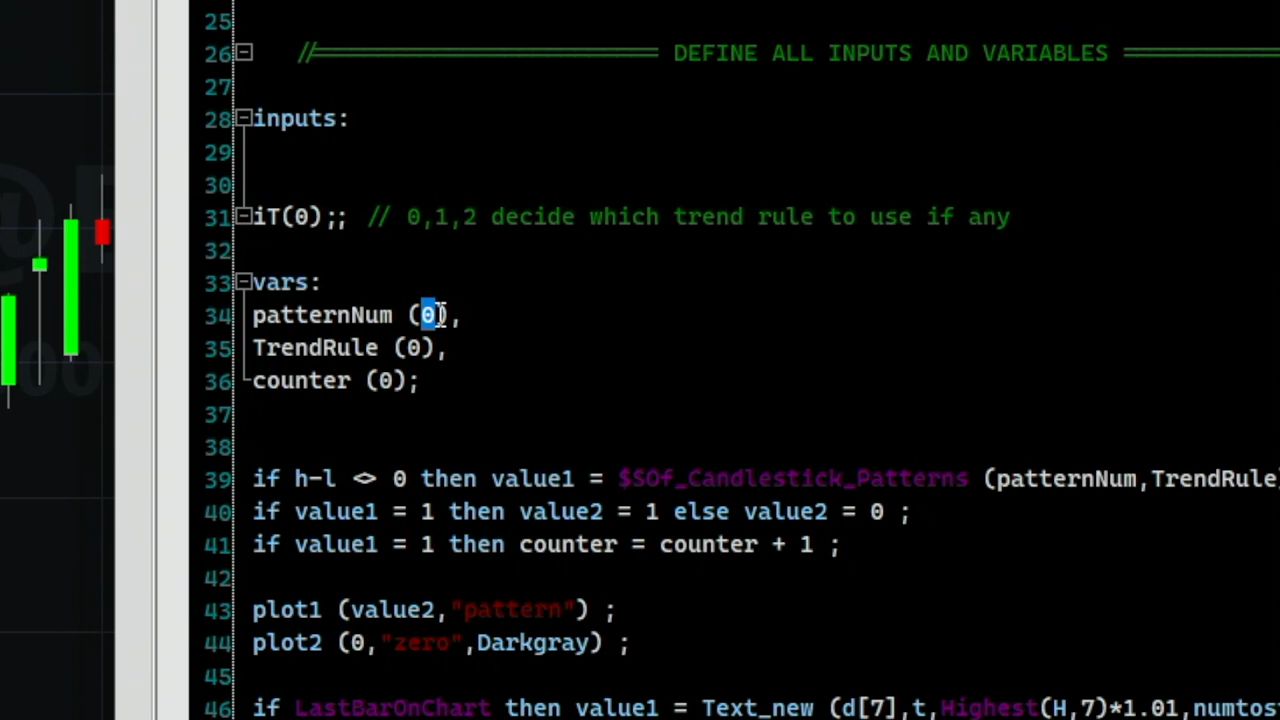 25
26 //═══════════════════════ DEFINE ALL INPUTS AND VARIABLES ═══════════
27
28 inputs:
29
30
31 iT(0);; // 0,1,2 decide which trend rule to use if any
32
33 vars:
34 patternNum (0),
35 TrendRule (0),
36 counter (0);
37
38
39 if h-l <> 0 then value1 = $SOf_Candlestick_Patterns (patternNum,TrendRule
40 if value1 = 1 then value2 = 1 else value2 = 0 ;
41 if value1 = 1 then counter = counter + 1 ;
42
43 plot1 (value2,"pattern") ;
44 plot2 (0,"zero",Darkgray) ;
45
46 if LastBarOnChart then value1 = Text_new (d[7],t,Highest(H,7)*1.01,numtos